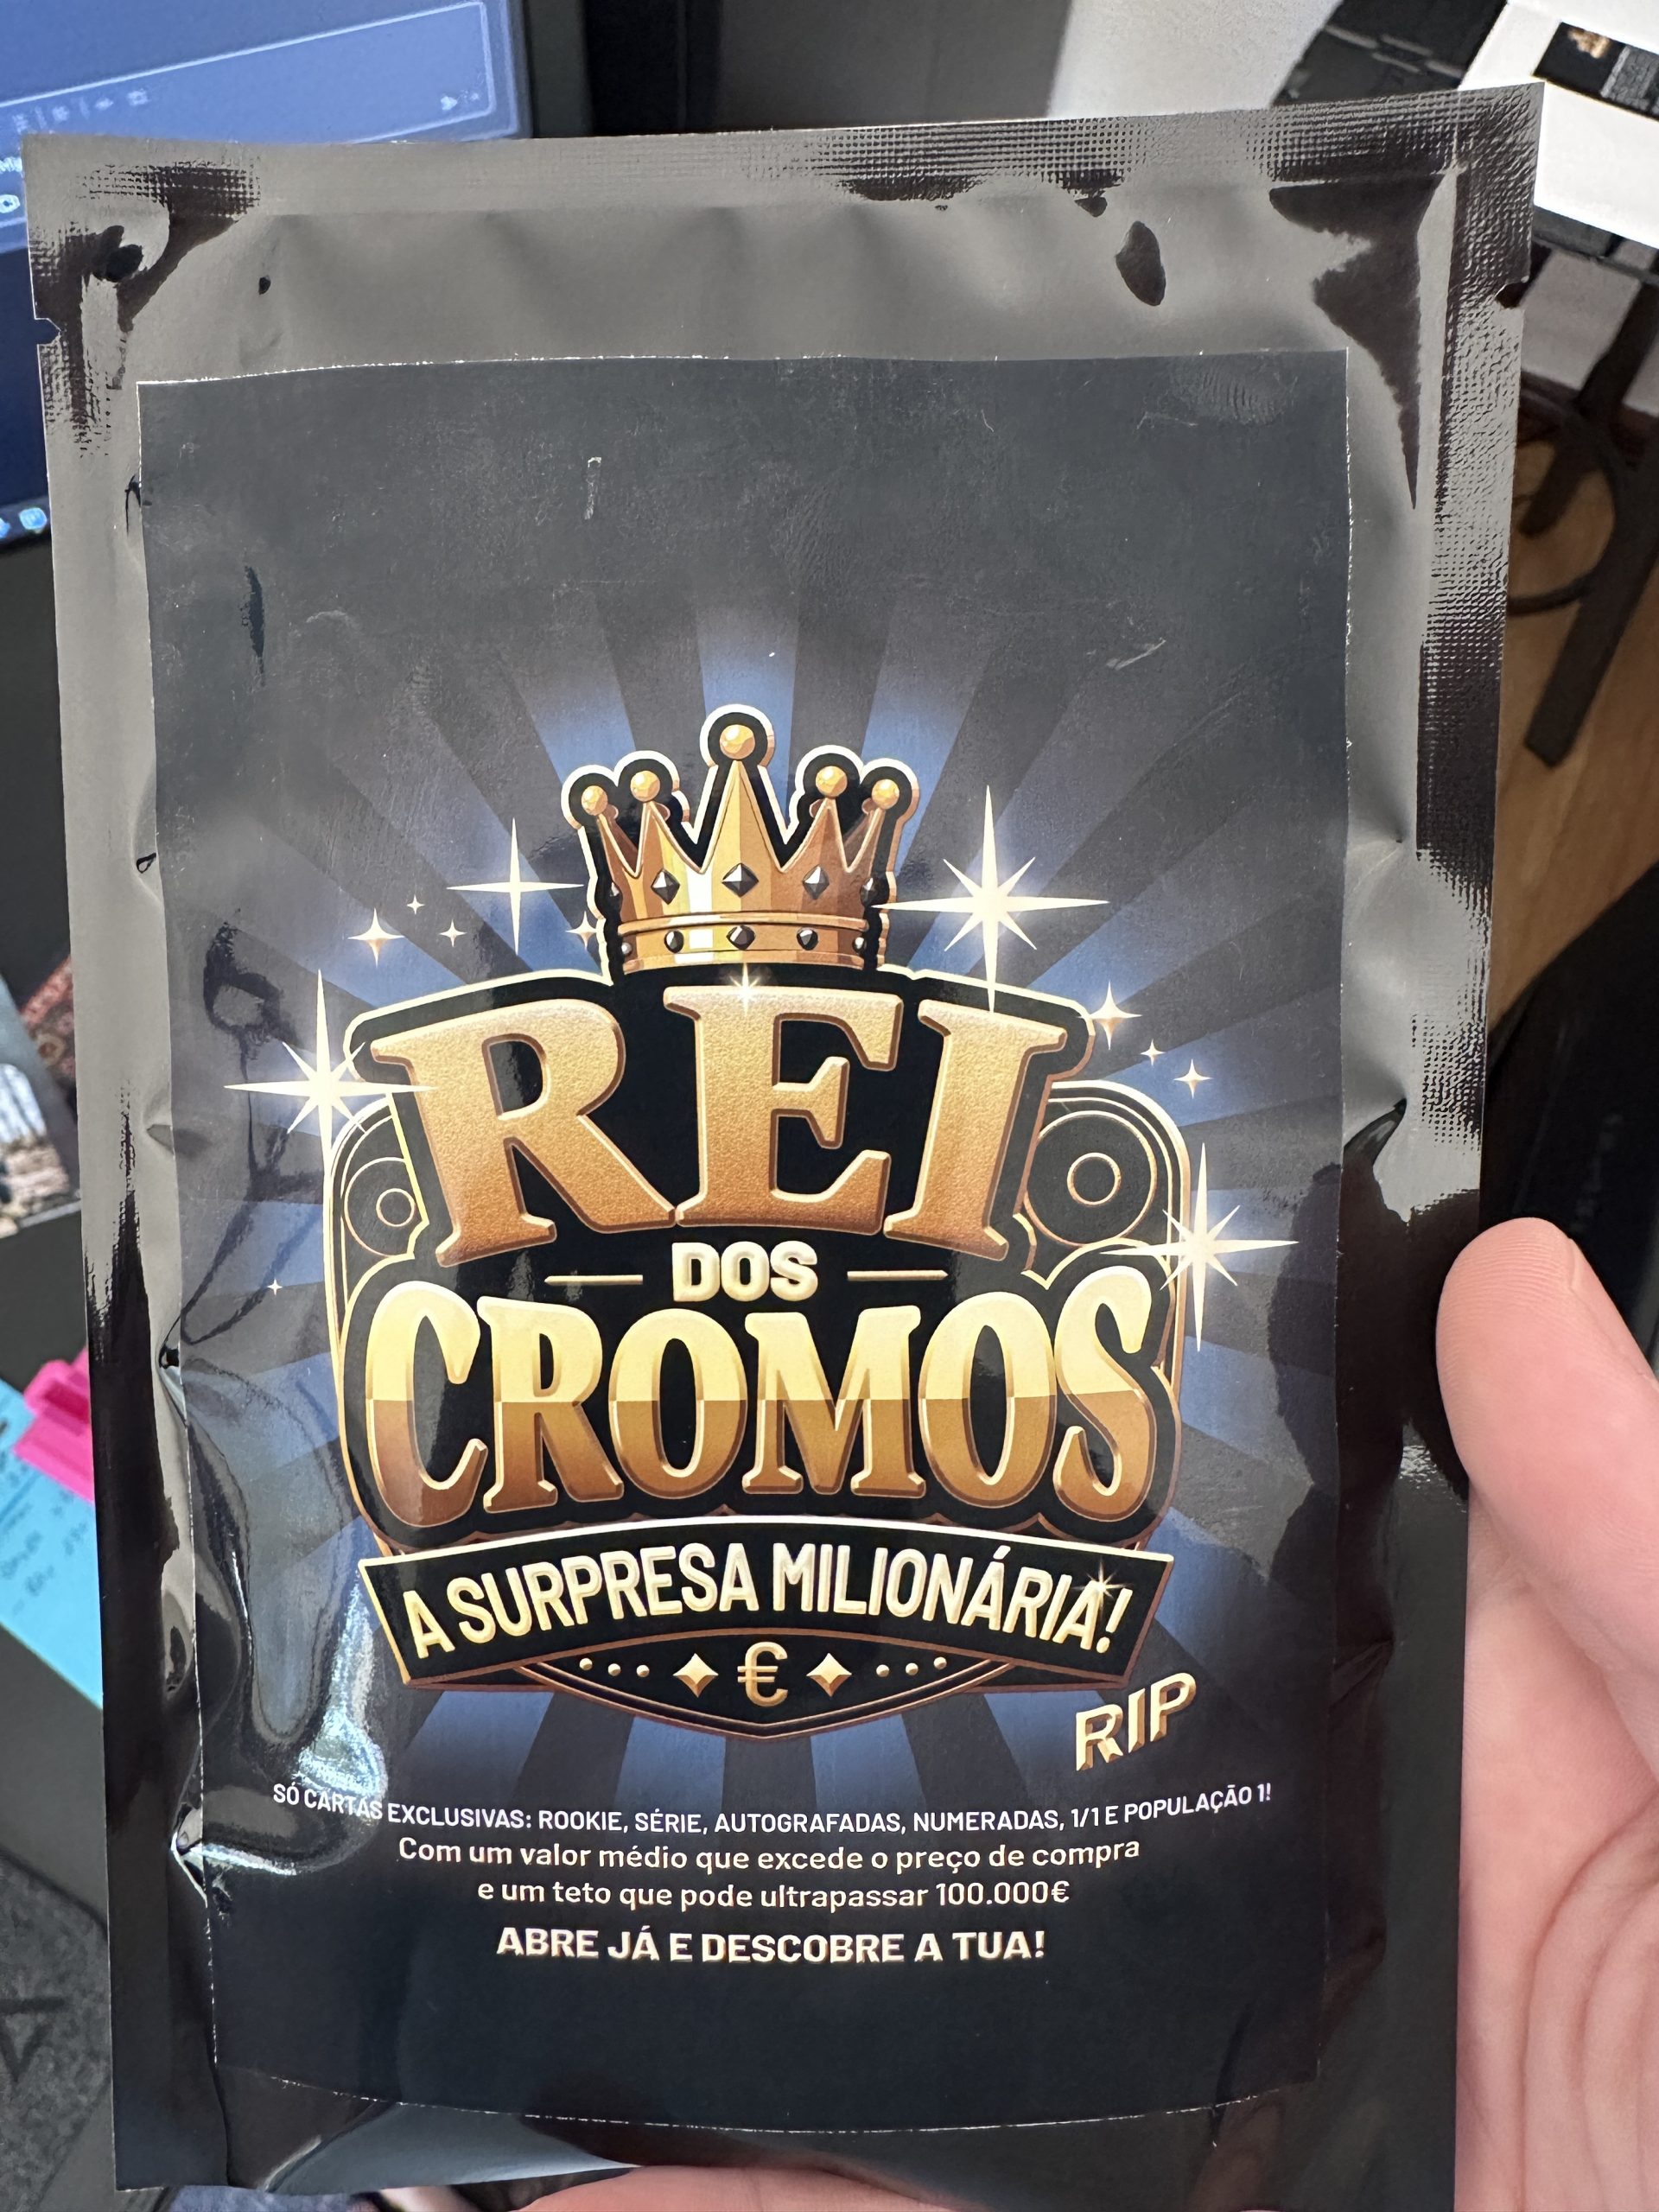 REI
DOS
CROMOS
A SURPRESA MILIONÁRIA!
€
RIP
SÓ CARTAS EXCLUSIVAS: ROOKIE, SÉRIE, AUTOGRAFADAS, NUMERADAS, 1/1 E POPULAÇÃO 1!
Com um valor médio que excede o preço de compra
e um teto que pode ultrapassar 100.000€
ABRE JÁ E DESCOBRE A TUA!